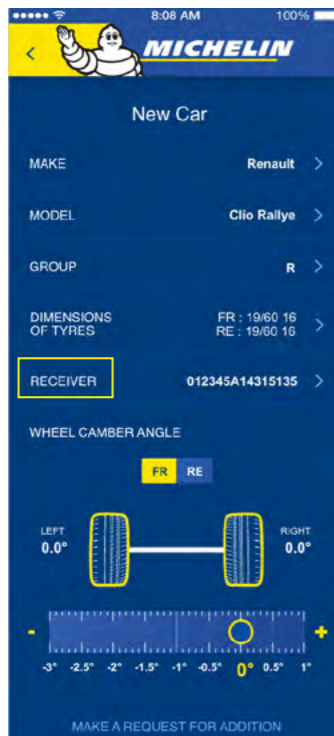 8:08 AM 100%
MICHELIN
New Car
MAKE Renault
MODEL Clio Rallye
GROUP R
DIMENSIONS OF TYRES FR : 19/60 16
RE : 19/60 16
RECEIVER 012345A14315135
WHEEL CAMBER ANGLE
FR RE
LEFT RIGHT
0.0° 0.0°
- +
-3° -2.5° -2° -1.5° -1° -0.5° 0° 0.5° 1°
MAKE A REQUEST FOR ADDITION